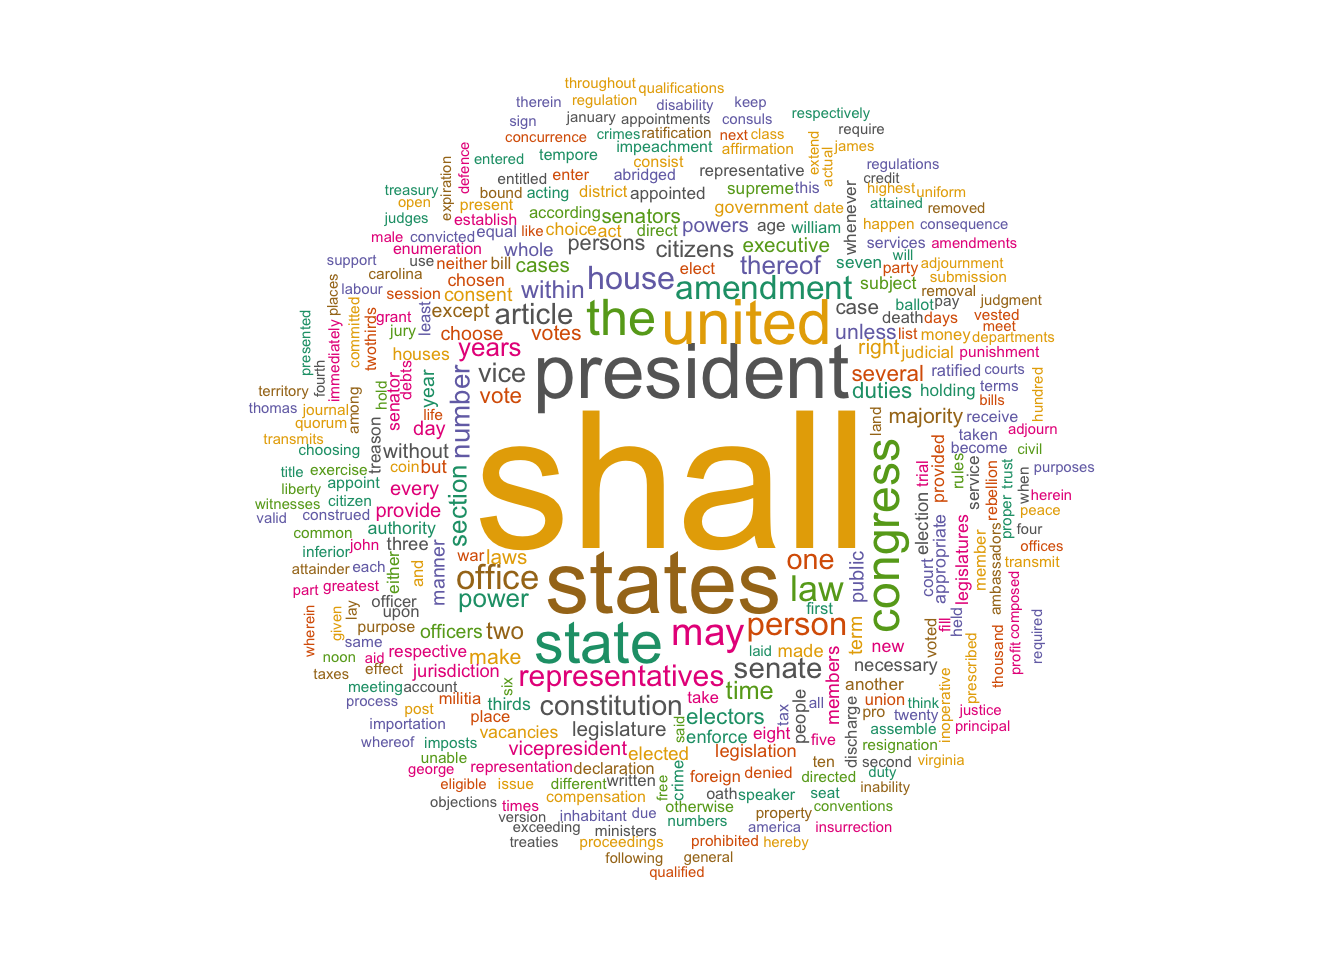 throughout
qualifications
therein
regulation
disability
keep
respectively
sign
january
appointments
consuls
require
concurrence
crimes
ratification
next
class
extend
actual
james
entered
tempore
impeachment
affirmation
consist
regulations
expiration
defence
treasury
entitled
enter
abridged
representative
credit
open
bound
acting
district
appointed
supreme
this
whenever
highest
uniform
judges
present
establish
according
senators
government
date
attained
removed
male
convicted
equal
like
choice
act
direct
powers
age
william
happen
consequence
support
enumeration
whole
persons
citizens
executive
services
amendments
use
neither
bill
cases
house
elect
thereof
seven
party
will
adjournment
labour
carolina
chosen
within
amendment
subject
submission
places
session
consent
removal
committed
grant
least
except
article
the
united
case
ballot
pay
judgment
presented
immediately
twothirds
jury
choose
votes
death
days
vested
meet
unless
list
money
departments
fourth
houses
years
president
right
judicial
punishment
territory
hold
debts
senator
year
number
vice
several
ratified
courts
thomas
journal
among
life
vote
duties
holding
terms
hundred
quorum
day
shall
land
majority
receive
bills
transmits
treason
without
congress
taken
adjourn
choosing
become
civil
title
exercise
coin
but
section
trial
provided
rules
service
rebellion
proper
trust
when
purposes
liberty
appoint
every
herein
witnesses
citizen
provide
election
peace
valid
construed
authority
four
common
john
three
war
laws
one
public
court
appropriate
legislatures
member
ambassadors
offices
inferior
each
either
and
manner
office
states
law
transmit
attainder
part
greatest
officer
power
first
fill
held
composed
profit
thousand
required
wherein
given
lay
upon
purpose
officers
two
state
may
person
term
voted
prescribed
same
noon
aid
respective
make
laid
made
new
taxes
effect
jurisdiction
representatives
senate
members
necessary
inoperative
meeting
account
six
time
another
process
post
militia
thirds
constitution
take
tax
people
all
union
think
justice
importation
place
legislature
said
electors
pro
twenty
principal
whereof
vacancies
enforce
eight
five
discharge
assemble
imposts
vicepresident
elected
legislation
second
resignation
virginia
unable
george
representation
declaration
foreign
denied
ten
directed
duty
eligible
issue
different
written
free
crime
inability
objections
times
compensation
oath
speaker
seat
version
inhabitant
due
otherwise
property
conventions
exceeding
ministers
numbers
america
insurrection
treaties
proceedings
prohibited
hereby
following
general
qualified